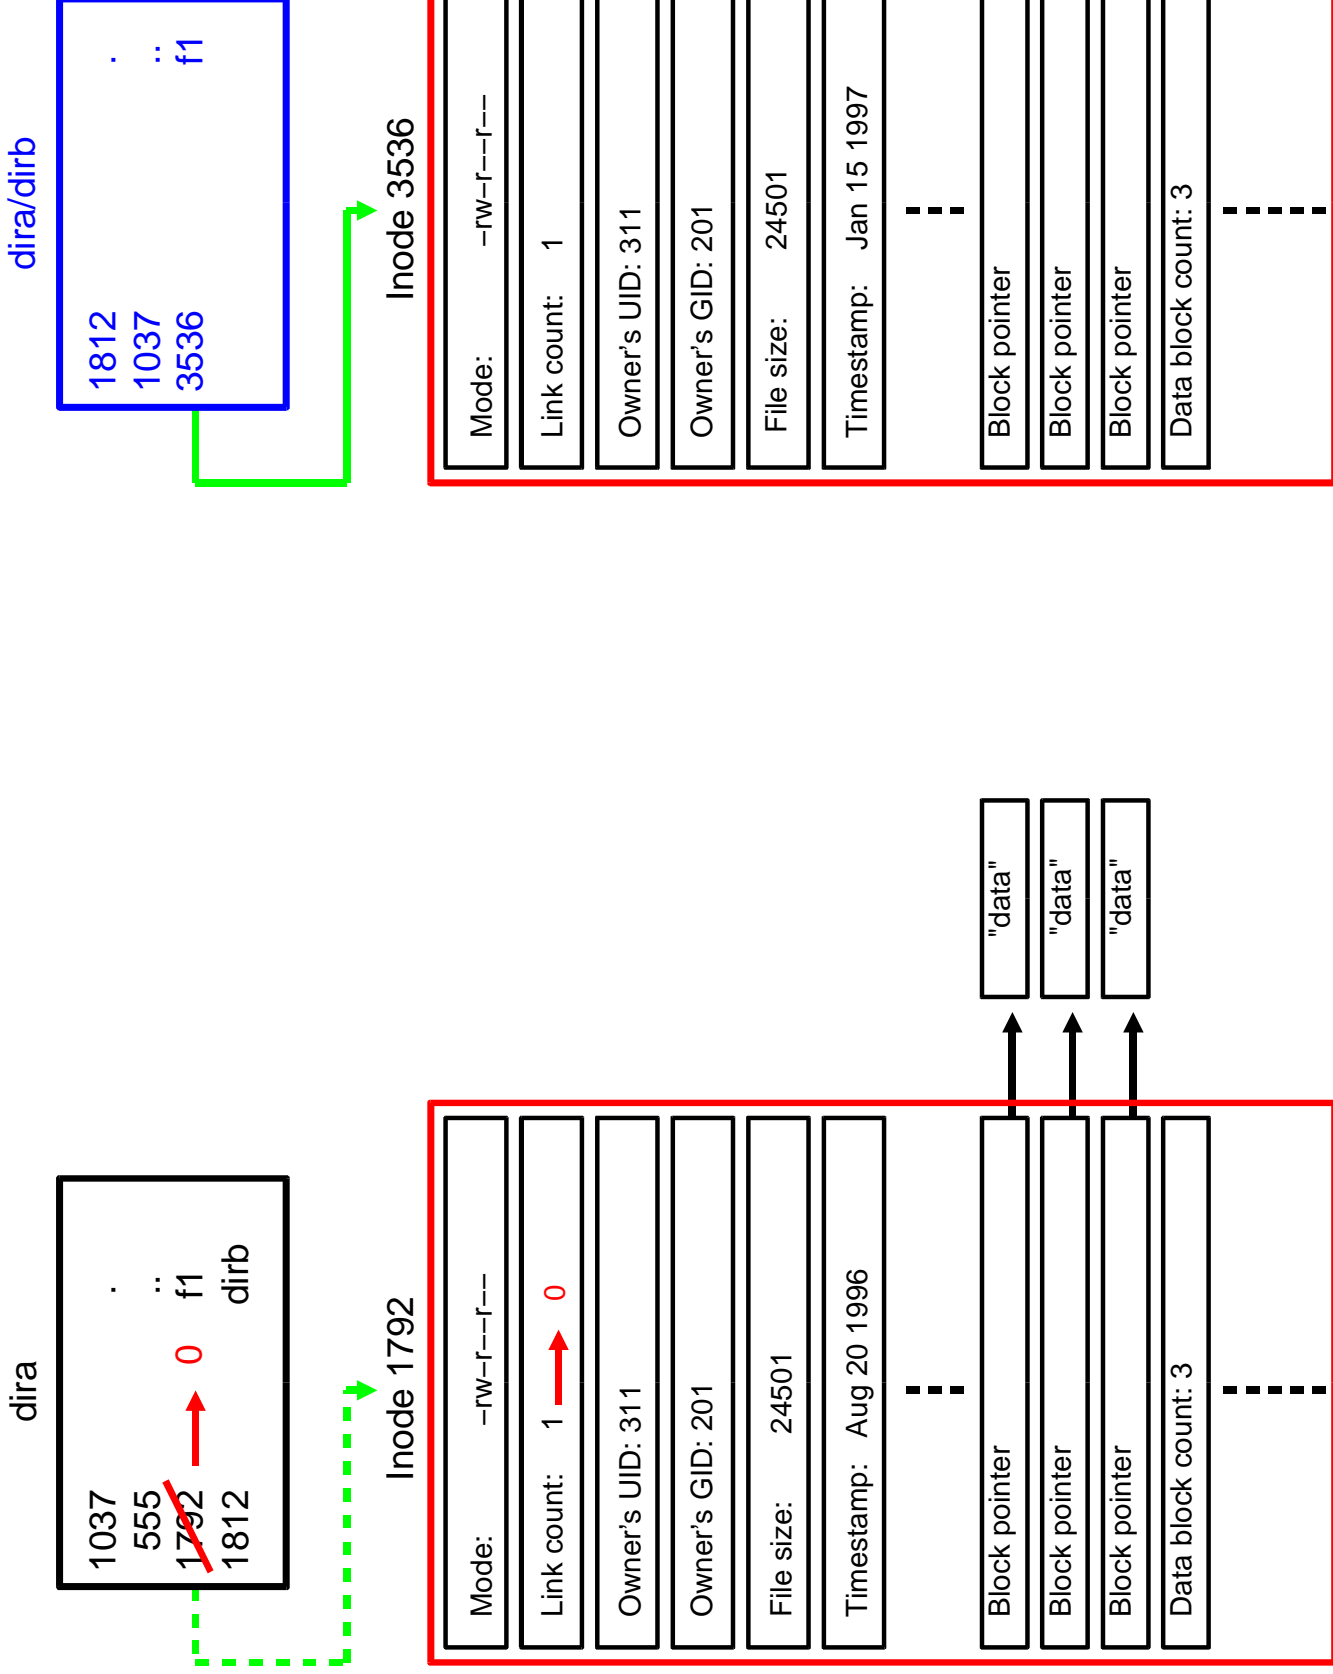 dira
1037 .
555 ..
1792 0 f1
1812 dirb
Inode 1792
Mode: –rw–r––r––
Link count: 1 0
Owner’s UID: 311
Owner’s GID: 201
File size: 24501
Timestamp: Aug 20 1996
Block pointer "data"
Block pointer "data"
Block pointer "data"
Data block count: 3
dira/dirb
1812 .
1037 ..
3536 f1
Inode 3536
Mode: –rw–r––r––
Link count: 1
Owner’s UID: 311
Owner’s GID: 201
File size: 24501
Timestamp: Jan 15 1997
Block pointer
Block pointer
Block pointer
Data block count: 3